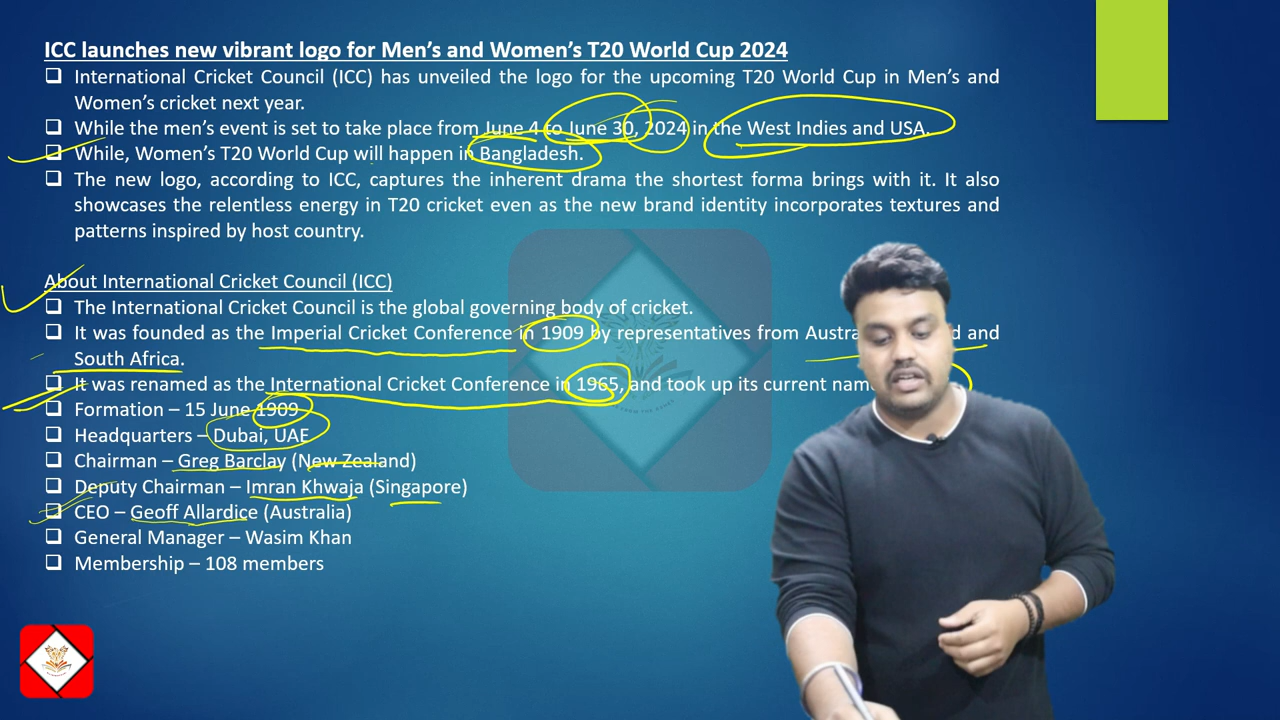 ICC launches new vibrant logo for Men's and Women's T20 World Cup 2024
❑ International Cricket Council (ICC) has unveiled the logo for the upcoming T20 World Cup in Men's and
Women's cricket next year.
❑ While the men's event is set to take place from June 4 to June 30, 2024 in the West Indies and USA.
❑ While, Women's T20 World Cup will happen in Bangladesh.
❑ The new logo, according to ICC, captures the inherent drama the shortest forma brings with it. It also
showcases the relentless energy in T20 cricket even as the new brand identity incorporates textures and
patterns inspired by host country.
About International Cricket Council (ICC)
❑ The International Cricket Council is the global governing body of cricket.
❑ It was founded as the Imperial Cricket Conference in 1909 by representatives from and
South Africa.
❑ It was renamed as the International Cricket Conference in 1965, and took up its current
❑ Formation – 15 June 1909
❑ Headquarters – Dubai, UAE
❑ Chairman – Greg Barclay (New Zealand)
❑ Deputy Chairman – Imran Khwaja (Singapore)
❑ CEO – Geoff Allardice (Australia)
❑ General Manager – Wasim Khan
❑ Membership – 108 members